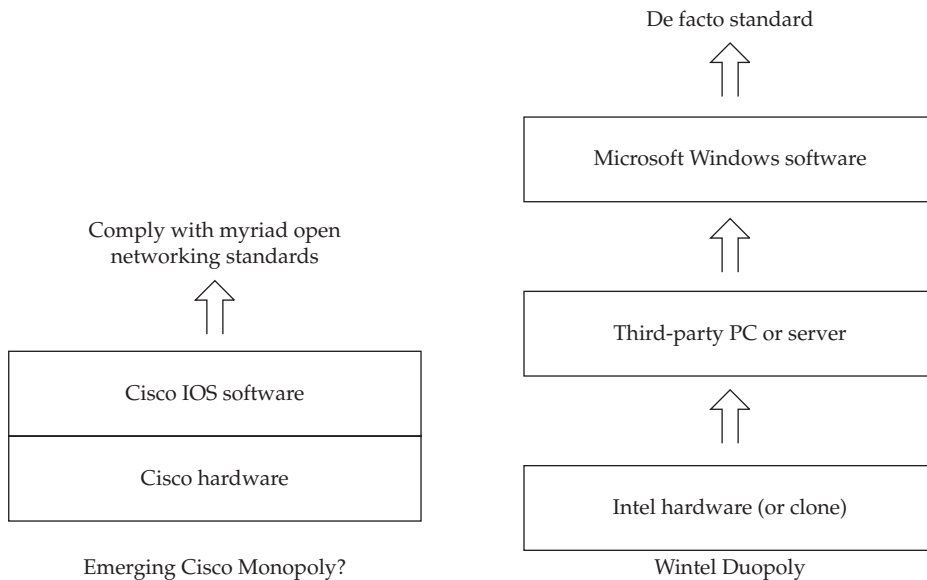 Comply with myriad open
networking standards
Cisco IOS software
Cisco hardware
Emerging Cisco Monopoly?
De facto standard
Microsoft Windows software
Third-party PC or server
Intel hardware (or clone)
Wintel Duopoly